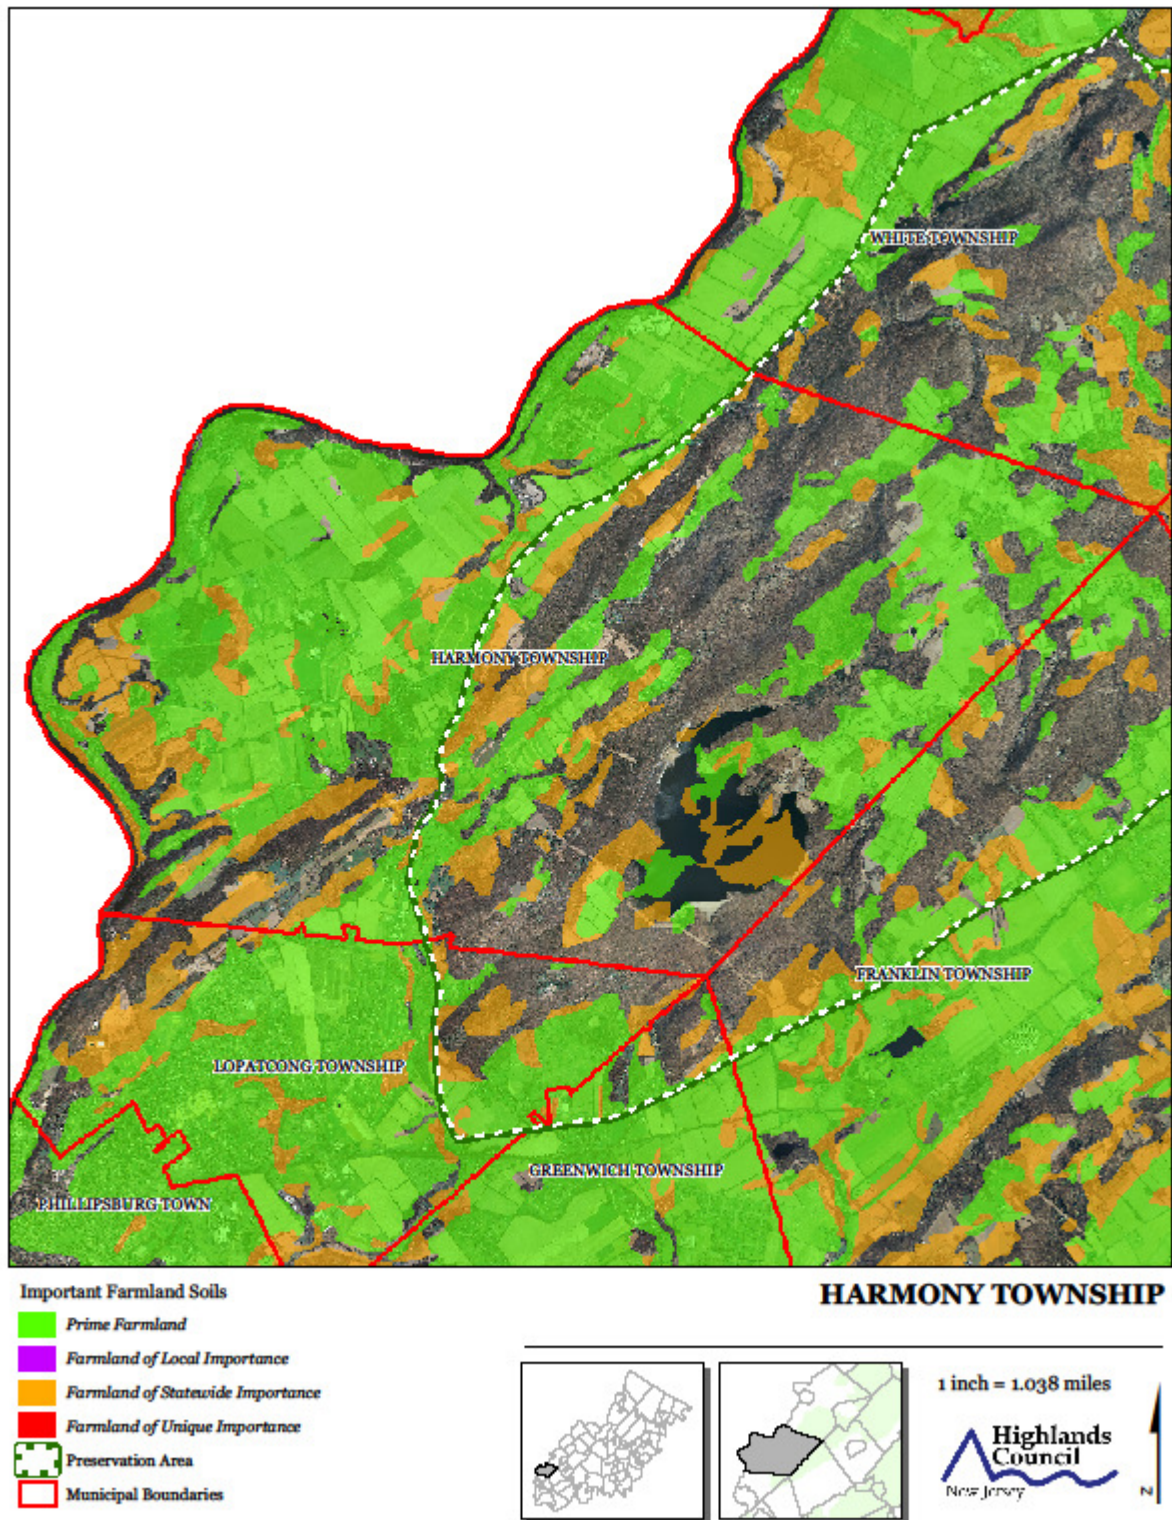 WHITE TOWNSHIP
HARMONY TOWNSHIP
FRANKLIN TOWNSHIP
LOPATCONG TOWNSHIP
GREENWICH TOWNSHIP
PHILLIPSBURG TOWN
Important Farmland Soils
Prime Farmland
Farmland of Local Importance
Farmland of Statewide Importance
Farmland of Unique Importance
Preservation Area
Municipal Boundaries
HARMONY TOWNSHIP
1 inch = 1.038 miles
Highlands
Council
New Jersey
N